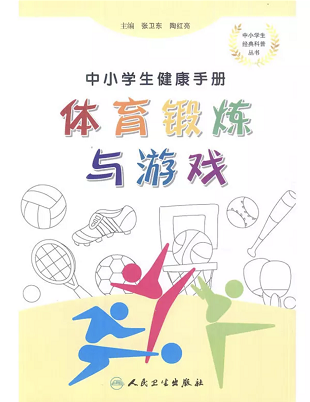 主编 张卫东 陶红亮
中小学生
经典科普
丛书
中小学生健康手册
体育锻炼
与游戏
人民卫生出版社